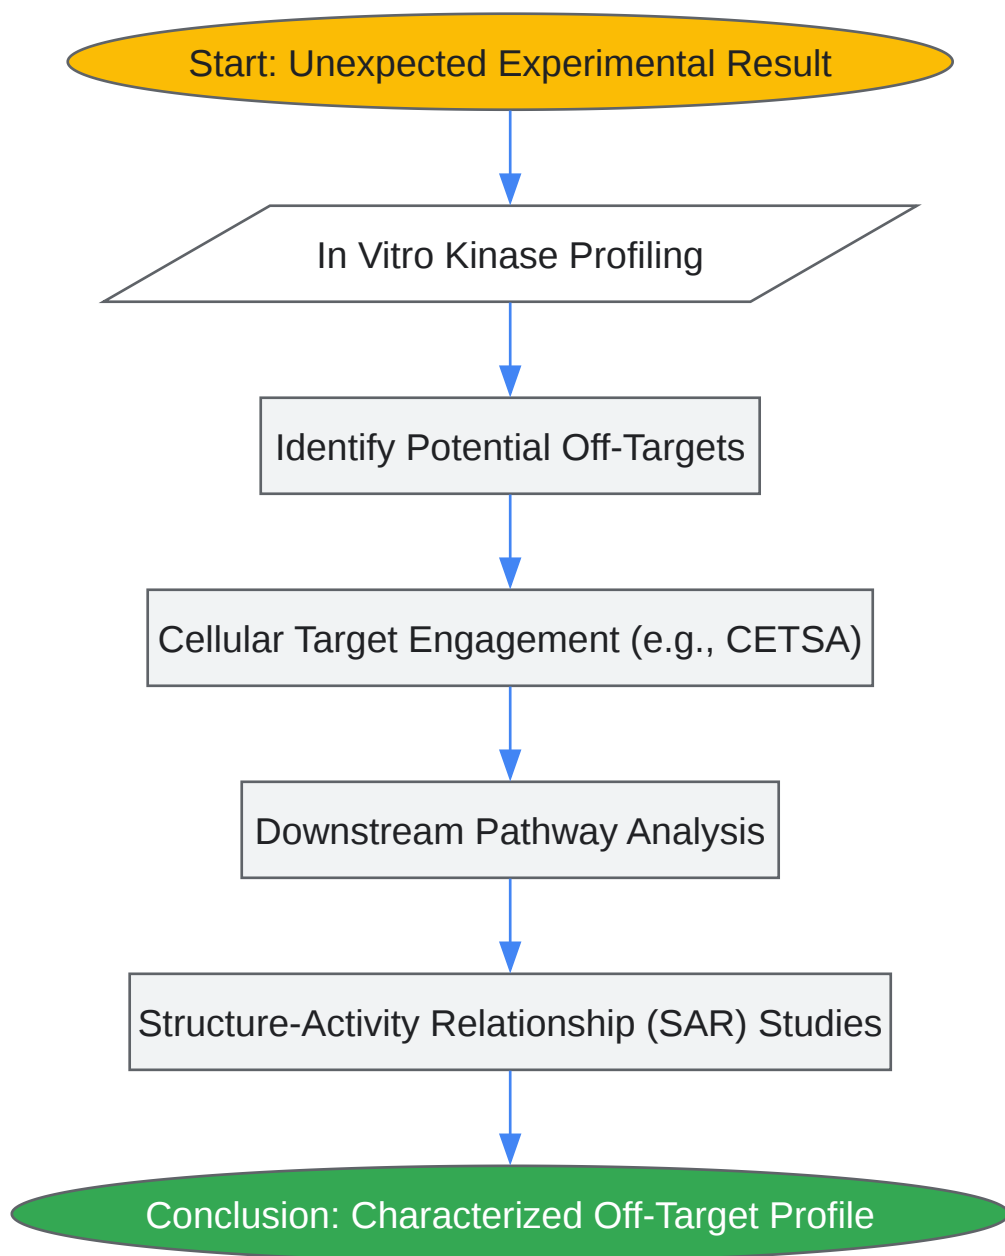 Start: Unexpected Experimental Result
In Vitro Kinase Profiling
Identify Potential Off-Targets
Cellular Target Engagement (e.g., CETSA)
Downstream Pathway Analysis
Structure-Activity Relationship (SAR) Studies
Conclusion: Characterized Off-Target Profile